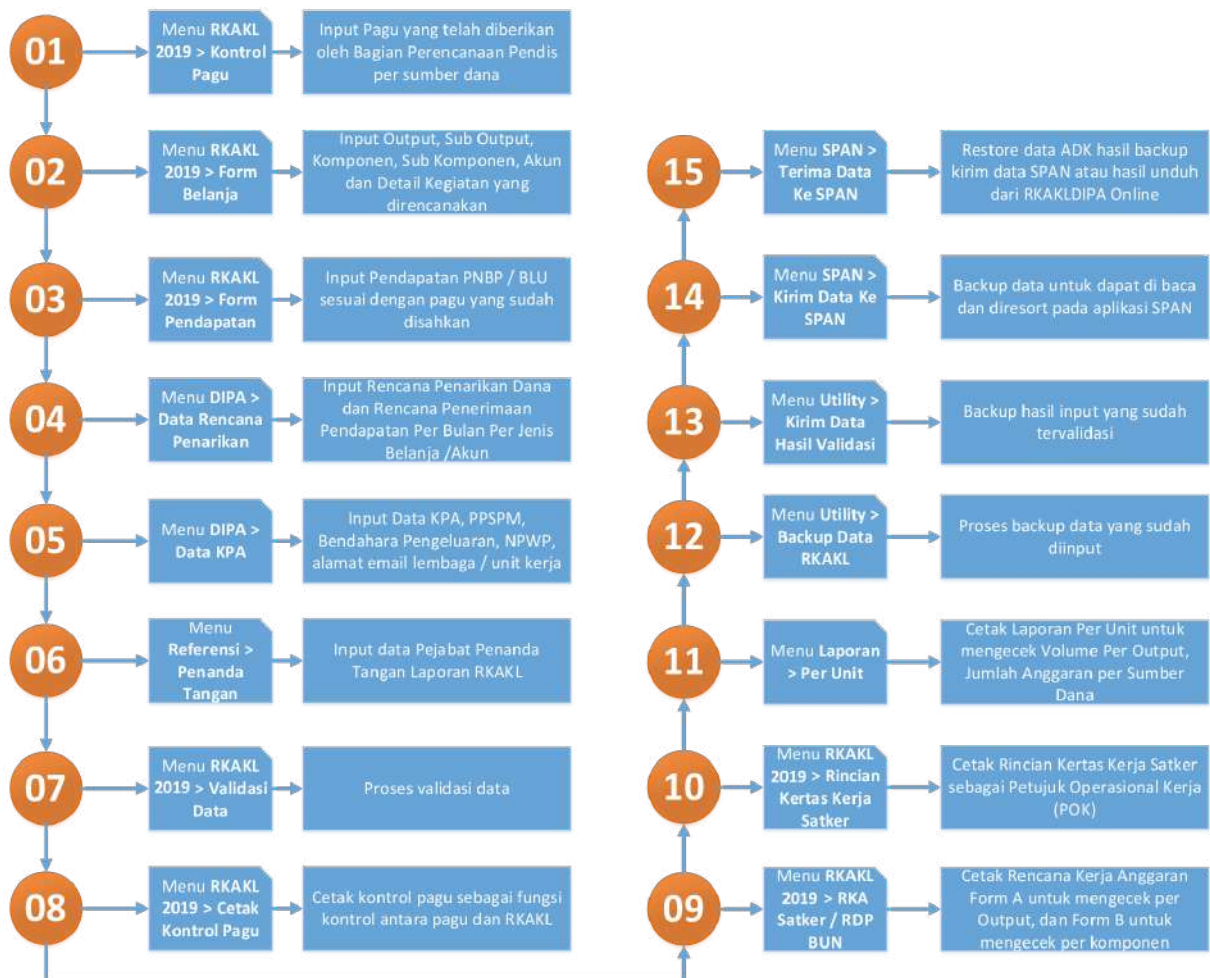 01
Menu RKAKL
2019 > Kontrol
Pagu
Input Pagu yang telah diberikan
oleh Bagian Perencanaan Pendis
per sumber dana
02
Menu RKAKL
2019 > Form
Belanja
Input Output, Sub Output,
Komponen, Sub Komponen, Akun
dan Detail Kegiatan yang
direncanakan
03
Menu RKAKL
2019 > Form
Pendapatan
Input Pendapatan PNBP / BLU
sesuai dengan pagu yang sudah
disahkan
04
Menu DIPA >
Data Rencana
Penarikan
Input Rencana Penarikan Dana
dan Rencana Penerimaan
Pendapatan Per Bulan Per Jenis
Belanja /Akun
05
Menu DIPA >
Data KPA
Input Data KPA, PPSPM,
Bendahara Pengeluaran, NPWP,
alamat email lembaga / unit kerja
06
Menu
Referensi >
Penanda
Tangan
Input data Pejabat Penanda
Tangan Laporan RKAKL
07
Menu RKAKL
2019 > Validasi
Data
Proses validasi data
08
Menu RKAKL
2019 > Cetak
Kontrol Pagu
Cetak kontrol pagu sebagai fungsi
kontrol antara pagu dan RKAKL
09
Menu RKAKL
2019 > RKA
Satker / RDP
BUN
Cetak Rencana Kerja Anggaran
Form A untuk mengecek per
Output, dan Form B untuk
mengecek per komponen
10
Menu RKAKL
2019 > Rincian
Kertas Kerja
Satker
Cetak Rincian Kertas Kerja Satker
sebagai Petujuk Operasional Kerja
(POK)
11
Menu Laporan
> Per Unit
Cetak Laporan Per Unit untuk
mengecek Volume Per Output,
Jumlah Anggaran per Sumber
Dana
12
Menu Utility >
Backup Data
RKAKL
Proses backup data yang sudah
diinput
13
Menu Utility >
Kirim Data
Hasil Validasi
Backup hasil input yang sudah
tervalidasi
14
Menu SPAN >
Kirim Data Ke
SPAN
Backup data untuk dapat di baca
dan diresort pada aplikasi SPAN
15
Menu SPAN >
Terima Data
Ke SPAN
Restore data ADK hasil backup
kirim data SPAN atau hasil unduh
dari RKAKLDIPA Online